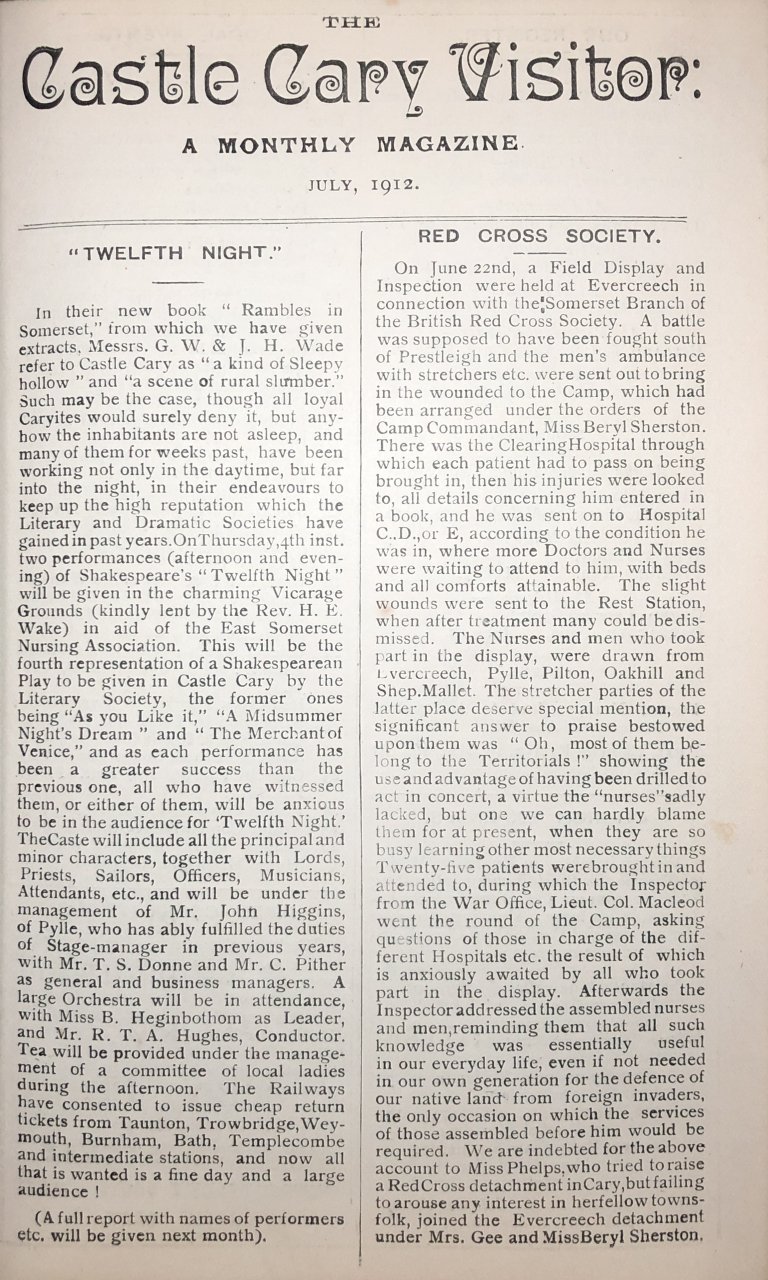 THE
Castle Cary Visitor:
A MONTHLY MAGAZINE.
JULY, 1912.
"TWELFTH NIGHT."
In their new book " Rambles in
Somerset," from which we have given
extracts, Messrs. G. W. & J. H. Wade
refer to Castle Cary as "a kind of Sleepy
hollow " and "a scene of rural slumber."
Such may be the case, though all loyal
Caryites would surely deny it, but any-
how the inhabitants are not asleep, and
many of them for weeks past, have been
working not only in the daytime, but far
into the night, in their endeavours to
keep up the high reputation which the
Literary and Dramatic Societies have
gained in past years. On Thursday, 4th inst.
two performances (afternoon and even-
ing) of Shakespeare's "Twelfth Night"
will be given in the charming Vicarage
Grounds (kindly lent by the Rev. H. E.
Wake) in aid of the East Somerset
Nursing Association. This will be the
fourth representation of a Shakespearean
Play to be given in Castle Cary by the
Literary Society, the former ones
being "As you Like it," "A Midsummer
Night's Dream " and " The Merchant of
Venice," and as each performance has
been a greater success than the
previous one, all who have witnessed
them, or either of them, will be anxious
to be in the audience for 'Twelfth Night.'
The Caste will include all the principal and
minor characters, together with Lords,
Priests, Sailors, Officers, Musicians,
Attendants, etc., and will be under the
management of Mr. John Higgins,
of Pylle, who has ably fulfilled the duties
of Stage-manager in previous years,
with Mr. T. S. Donne and Mr. C. Pither
as general and business managers. A
large Orchestra will be in attendance,
with Miss B. Heginbothom as Leader,
and Mr. R. T. A. Hughes, Conductor.
Tea will be provided under the manage-
ment of a committee of local ladies
during the afternoon. The Railways
have consented to issue cheap return
tickets from Taunton, Trowbridge, Wey-
mouth, Burnham, Bath, Templecombe
and intermediate stations, and now all
that is wanted is a fine day and a large
audience !
(A full report with names of performers
etc. will be given next month).
RED CROSS SOCIETY.
On June 22nd, a Field Display and
Inspection were held at Evercreech in
connection with the Somerset Branch of
the British Red Cross Society. A battle
was supposed to have been fought south
of Prestleigh and the men's ambulance
with stretchers etc. were sent out to bring
in the wounded to the Camp, which had
been arranged under the orders of the
Camp Commandant, Miss Beryl Sherston.
There was the Clearing Hospital through
which each patient had to pass on being
brought in, then his injuries were looked
to, all details concerning him entered in
a book, and he was sent on to Hospital
C., D., or E, according to the condition he
was in, where more Doctors and Nurses
were waiting to attend to him, with beds
and all comforts attainable. The slight
wounds were sent to the Rest Station,
when after treatment many could be dis-
missed. The Nurses and men who took
part in the display, were drawn from
Evercreech, Pylle, Pilton, Oakhill and
Shep. Mallet. The stretcher parties of the
latter place deserve special mention, the
significant answer to praise bestowed
upon them was " Oh, most of them be-
long to the Territorials !" showing the
use and advantage of having been drilled to
act in concert, a virtue the "nurses" sadly
lacked, but one we can hardly blame
them for at present, when they are so
busy learning other most necessary things
Twenty-five patients were brought in and
attended to, during which the Inspector
from the War Office, Lieut. Col. Macleod
went the round of the Camp, asking
questions of those in charge of the dif-
ferent Hospitals etc. the result of which
is anxiously awaited by all who took
part in the display. Afterwards the
Inspector addressed the assembled nurses
and men, reminding them that all such
knowledge was essentially useful
in our everyday life, even if not needed
in our own generation for the defence of
our native land from foreign invaders,
the only occasion on which the services
of those assembled before him would be
required. We are indebted for the above
account to Miss Phelps, who tried to raise
a Red Cross detachment in Cary, but failing
to arouse any interest in her fellow towns-
folk, joined the Evercreech detachment
under Mrs. Gee and Miss Beryl Sherston.